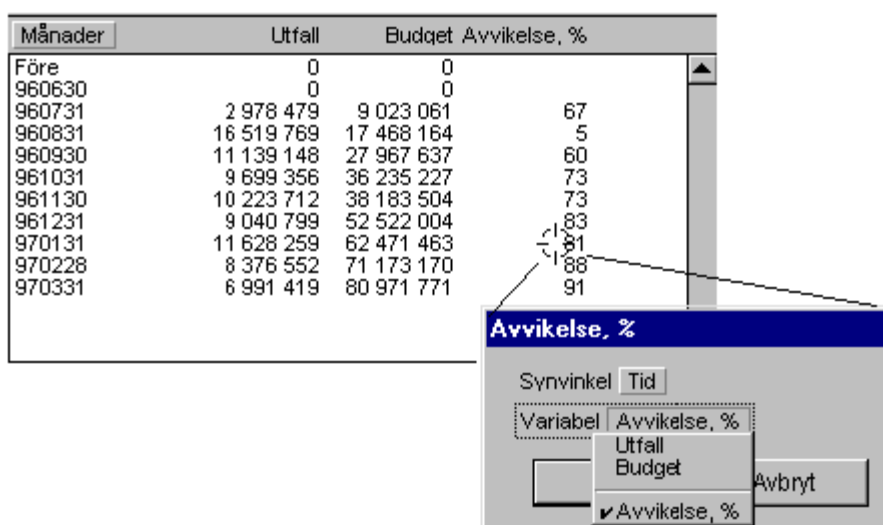 Månader Utfall Budget Avvikelse, %
Före 0 0
960630 0 0
960731 2 978 479 9 023 061 67
960831 16 519 769 17 468 164 5
960930 11 139 148 27 967 637 60
961031 9 699 356 36 235 227 73
961130 10 223 712 38 183 504 73
961231 9 040 799 52 522 004 83
970131 11 628 259 62 471 463 81
970228 8 376 552 71 173 170 88
970331 6 991 419 80 971 771 91
Avvikelse, %
Synvinkel Tid
Variabel Avvikelse, %
Utfall
Budget
Avbryt
✔Avvikelse, %